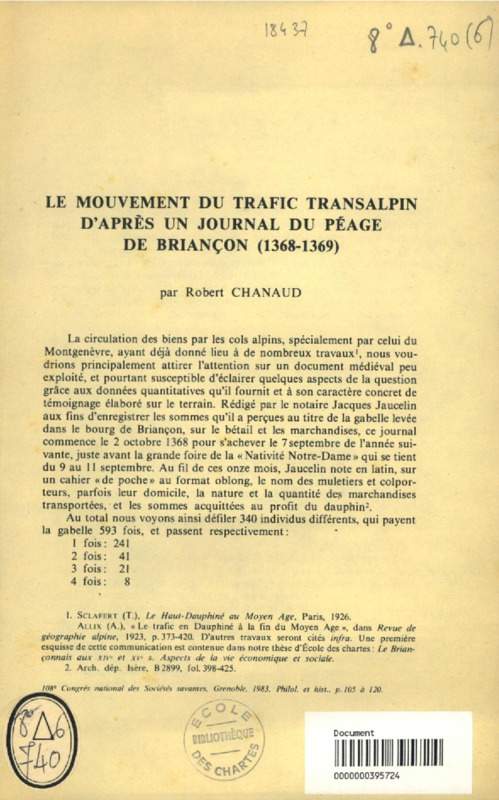 18437
8° Δ. 740 (6)
LE MOUVEMENT DU TRAFIC TRANSALPIN
D'APRÈS UN JOURNAL DU PÉAGE
DE BRIANÇON (1368-1369)
par Robert CHANAUD
La circulation des biens par les cols alpins, spécialement par celui du
Montgenèvre, ayant déjà donné lieu à de nombreux travaux¹, nous vou-
drions principalement attirer l'attention sur un document médiéval peu
exploité, et pourtant susceptible d'éclairer quelques aspects de la question
grâce aux données quantitatives qu'il fournit et à son caractère concret de
témoignage élaboré sur le terrain. Rédigé par le notaire Jacques Jaucelin
aux fins d'enregistrer les sommes qu'il a perçues au titre de la gabelle levée
dans le bourg de Briançon, sur le bétail et les marchandises, ce journal
commence le 2 octobre 1368 pour s'achever le 7 septembre de l'année sui-
vante, juste avant la grande foire de la « Nativité Notre-Dame » qui se tient
du 9 au 11 septembre. Au fil de ces onze mois, Jaucelin note en latin, sur
un cahier « de poche » au format oblong, le nom des muletiers et colpor-
teurs, parfois leur domicile, la nature et la quantité des marchandises
transportées, et les sommes acquittées au profit du dauphin².
Au total nous voyons ainsi défiler 340 individus différents, qui payent
la gabelle 593 fois, et passent respectivement :
1 fois : 241
2 fois : 41
3 fois : 21
4 fois : 8
1. SCLAFERT (T.), Le Haut-Dauphiné au Moyen Age, Paris, 1926.
ALLIX (A.), « Le trafic en Dauphiné à la fin du Moyen Age », dans Revue de
géographie alpine, 1923, p. 373-420. D'autres travaux seront cités infra. Une première
esquisse de cette communication est contenue dans notre thèse d'École des chartes : Le Brian-
çonnais aux XIVe et XVe s. Aspects de la vie économique et sociale.
2. Arch. dép. Isère, B 2899, fol. 398-425.
108e Congrès national des Sociétés savantes, Grenoble, 1983, Philol. et hist., p. 105 à 120.
8° Δ 6
740
ÉCOLE
BIBLIOTHÈQUE
DES CHARTES
Document
0000000395724